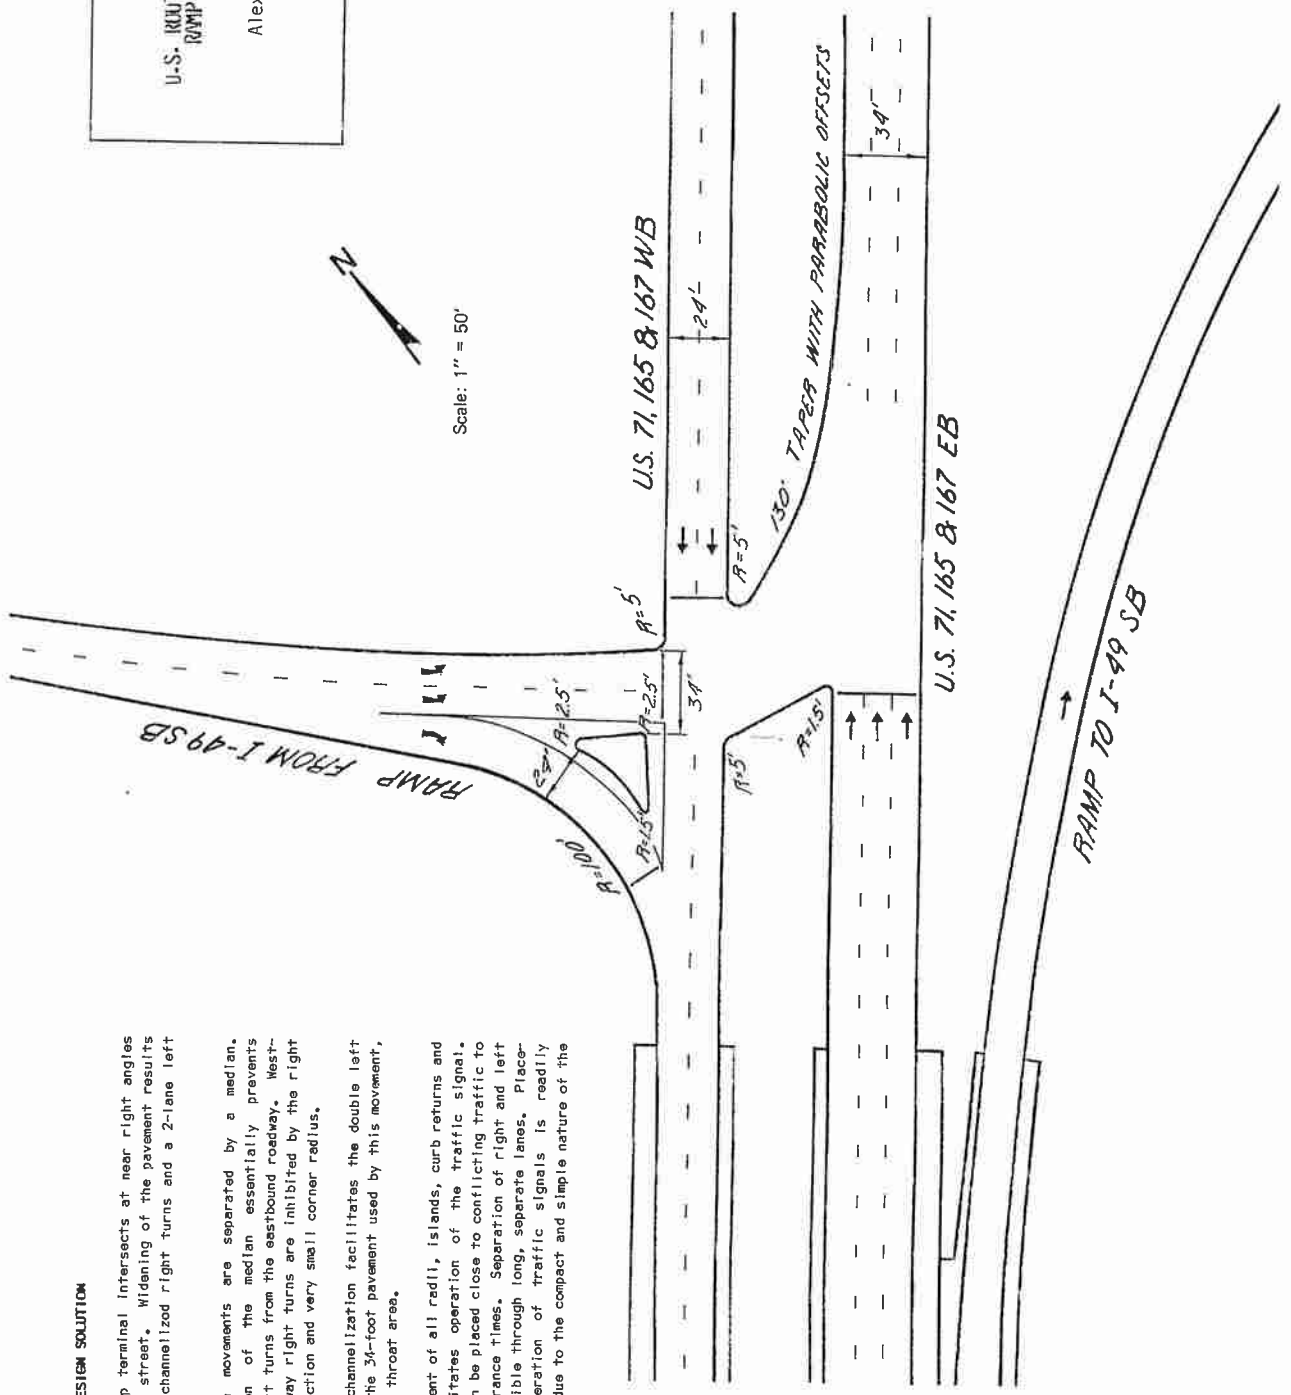 ESIGN SOLUTION
p terminal intersects at near right angles
street. Widening of the pavement results
channelized right turns and a 2-lane left
movements are separated by a median.
n of the median essentially prevents
t turns from the eastbound roadway. West-
way right turns are inhibited by the right
ction and very small corner radius.
channelization facilitates the double left
he 34-foot pavement used by this movement,
throat area.
ent of all radii, islands, curb returns and
itates operation of the traffic signal.
n be placed close to conflicting traffic to
rance times. Separation of right and left
ible through long, separate lanes. Place-
eration of traffic signals is readily
due to the compact and simple nature of the
U.S. ROU
RAMP
Alex
N
Scale: 1" = 50'
RAMP FROM I-49 SB
R=100'
24'
R=2.5'
R=1.5'
R=2.5'
34'
R=5'
U.S. 71, 165 & 167 WB
24'
R=5'
130' TAPER WITH PARABOLIC OFFSETS
34'
R=5'
R=1.5'
U.S. 71, 165 & 167 EB
RAMP TO I-49 SB